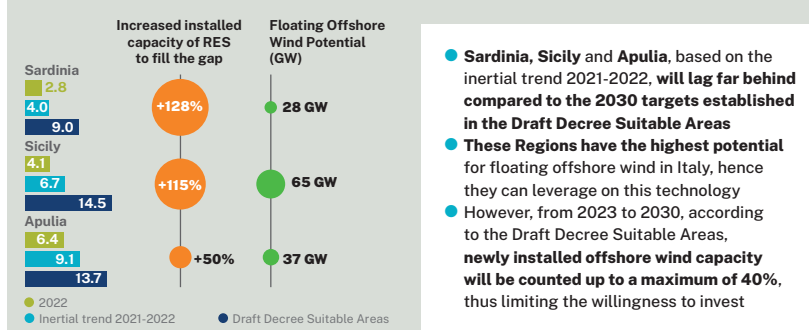 Increased installed
capacity of RES
to fill the gap
Floating Offshore
Wind Potential
(GW)
Sardinia
2.8
4.0
9.0
+128%
28 GW
Sicily
4.1
6.7
14.5
+115%
65 GW
Apulia
6.4
9.1
13.7
+50%
37 GW
2022
Inertial trend 2021-2022
Draft Decree Suitable Areas
Sardinia, Sicily and Apulia, based on the
inertial trend 2021-2022, will lag far behind
compared to the 2030 targets established
in the Draft Decree Suitable Areas
These Regions have the highest potential
for floating offshore wind in Italy, hence
they can leverage on this technology
However, from 2023 to 2030, according
to the Draft Decree Suitable Areas,
newly installed offshore wind capacity
will be counted up to a maximum of 40%,
thus limiting the willingness to invest